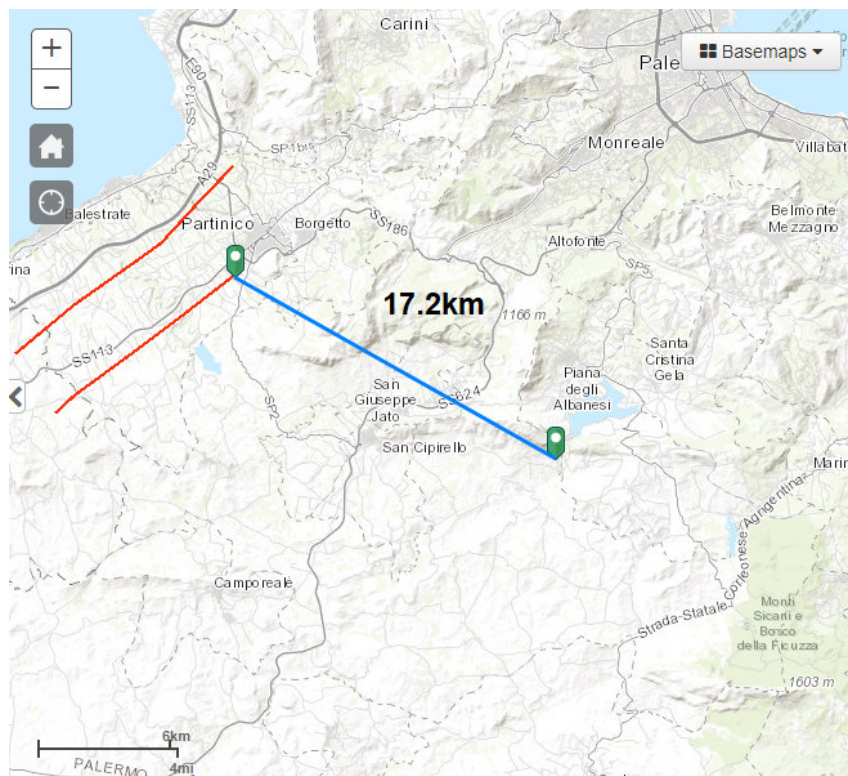 Carini
+
−
Basemaps
Pale
E90
SS113
A29
SP1bis
Monreale
Villabat
Balestrate
Partinico
Borgetto
SS186
Belmonte
Mezzagno
Altofonte
SP5
rina
17.2km
1166 m
SS113
Santa
Cristina
Gela
Piana
degli
Albanesi
San
Giuseppe
Jato
SS624
SP2
San Cipirello
Marin
Agrigentina
Corleonese
Strada-Statale
Camporeale
Monti
Sicani e
Bosco
della Ficuzza
1603 m
6km
4mi
PALERMO